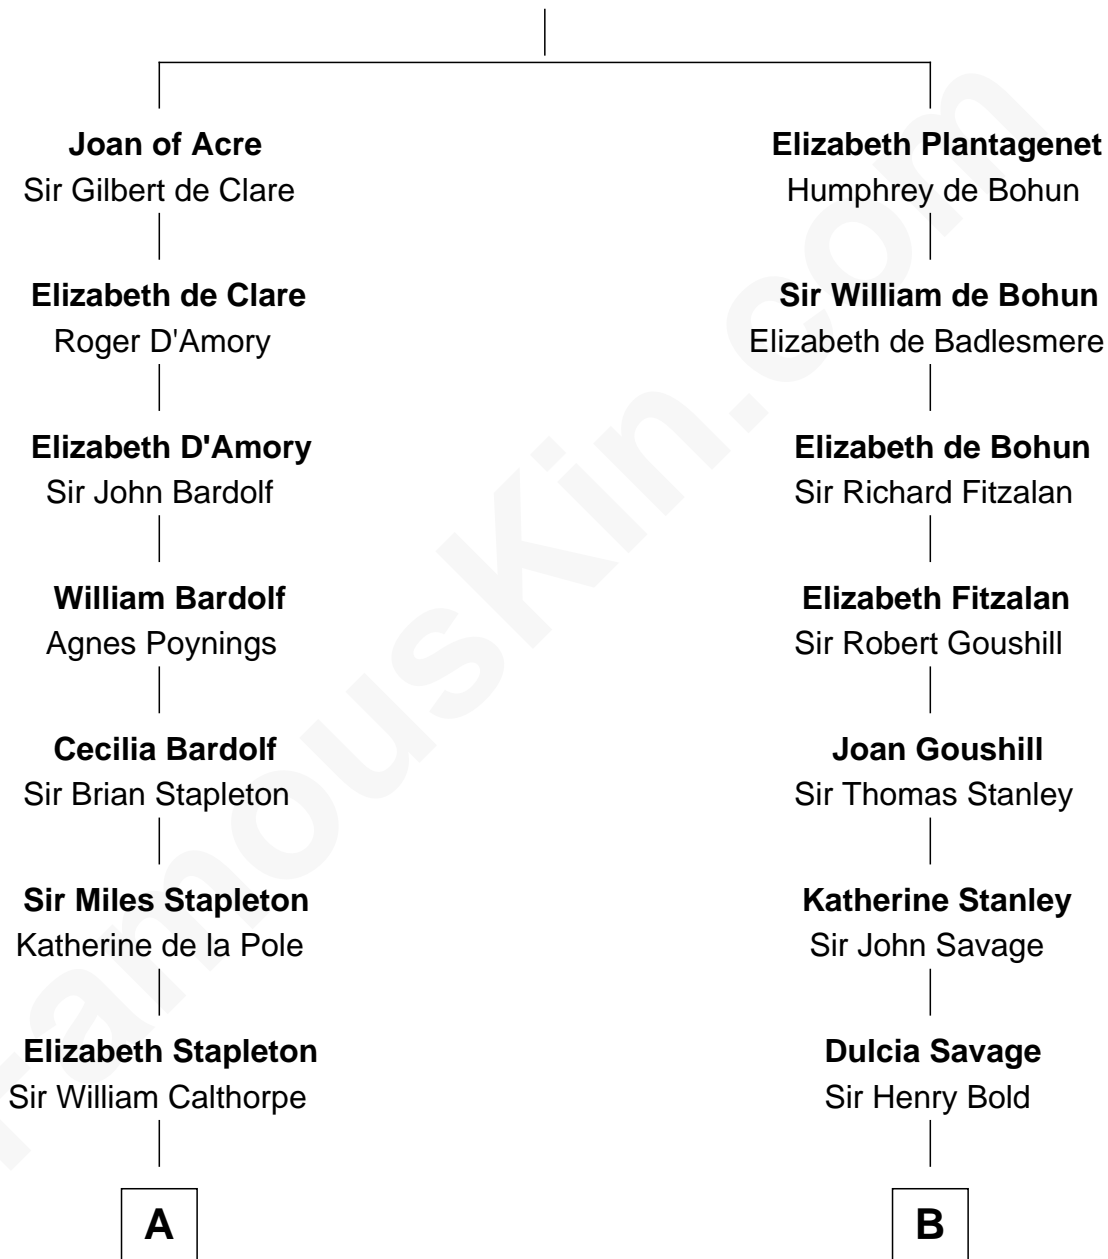 Joan of Acre
Sir Gilbert de Clare
Elizabeth de Clare
Roger D'Amory
Elizabeth D'Amory
Sir John Bardolf
William Bardolf
Agnes Poynings
Cecilia Bardolf
Sir Brian Stapleton
Sir Miles Stapleton
Katherine de la Pole
Elizabeth Stapleton
Sir William Calthorpe
A
Elizabeth Plantagenet
Humphrey de Bohun
Sir William de Bohun
Elizabeth de Badlesmere
Elizabeth de Bohun
Sir Richard Fitzalan
Elizabeth Fitzalan
Sir Robert Goushill
Joan Goushill
Sir Thomas Stanley
Katherine Stanley
Sir John Savage
Dulcia Savage
Sir Henry Bold
B
FamousKin.com